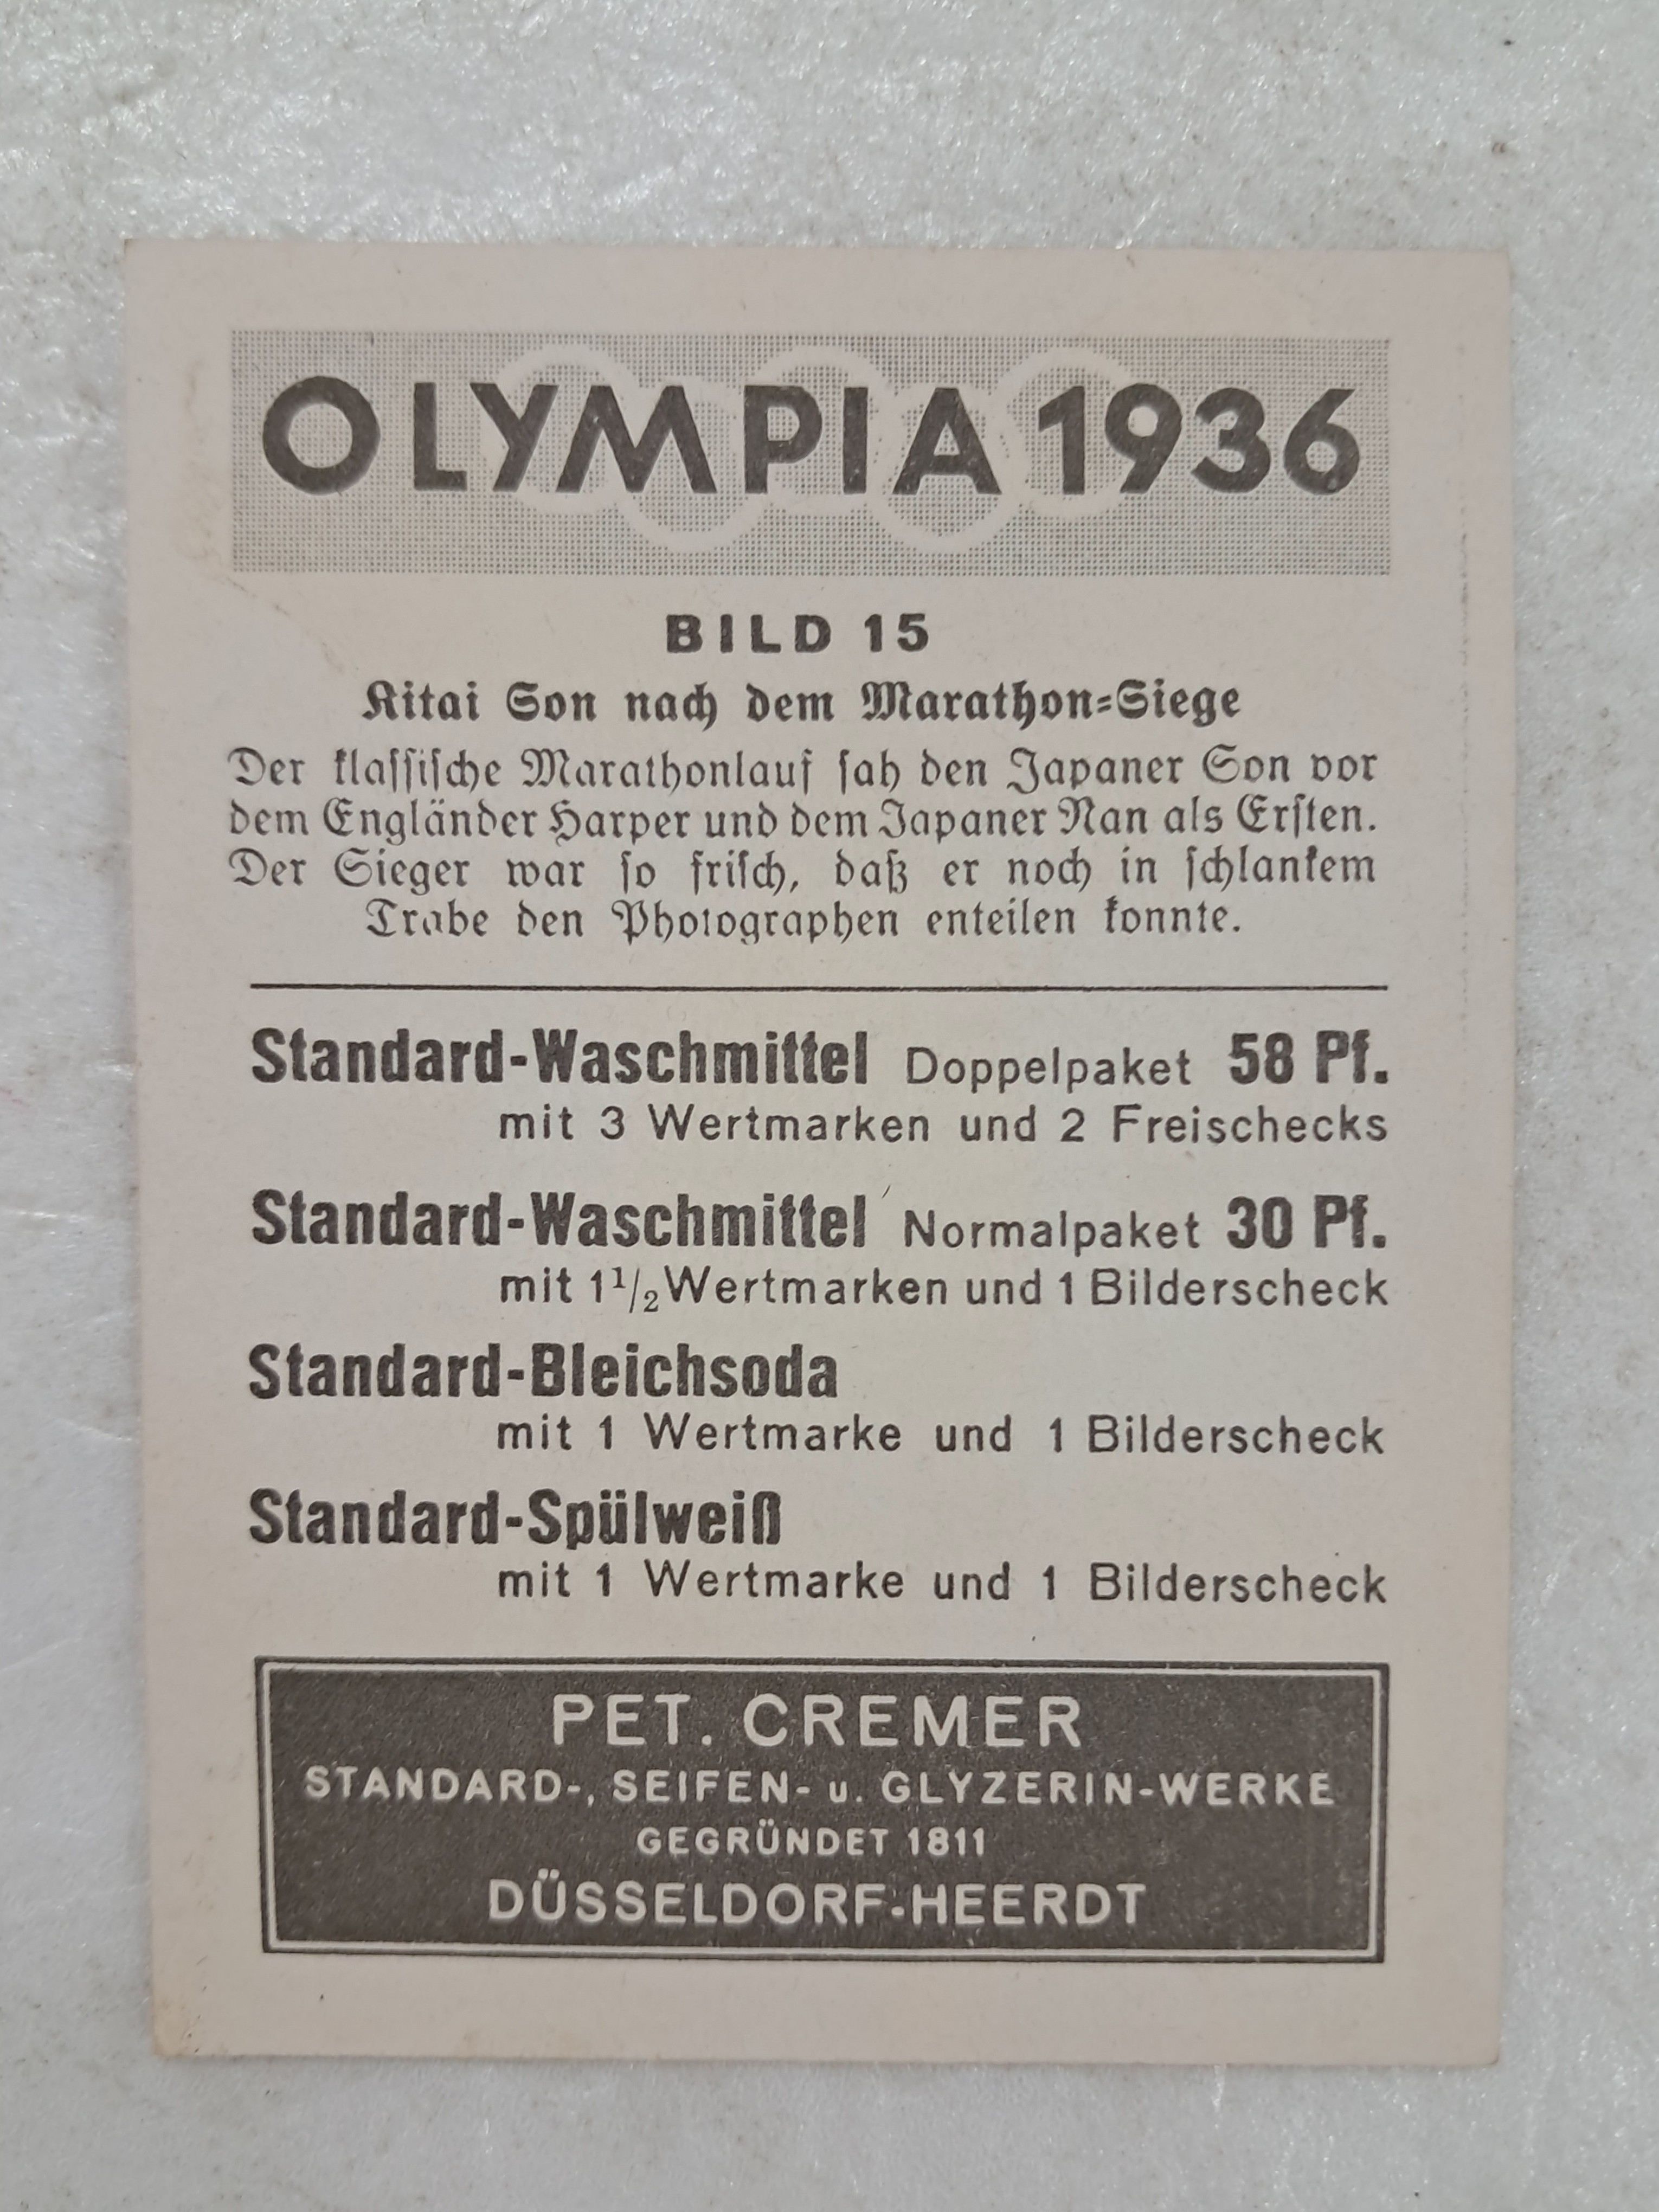 OLYMPIA 1936
BILD 15
Kitai Son nach dem Marathon-Siege
Der klassische Marathonlauf sah den Japaner Son vor
dem Engländer Harper und dem Japaner Nan als Ersten.
Der Sieger war so frisch, daß er noch in schlankem
Trabe den Photographen enteilen konnte.
Standard-Waschmittel Doppelpaket 58 Pf.
mit 3 Wertmarken und 2 Freischecks
Standard-Waschmittel Normalpaket 30 Pf.
mit 1 1/2 Wertmarken und 1 Bilderscheck
Standard-Bleichsoda
mit 1 Wertmarke und 1 Bilderscheck
Standard-Spülweiß
mit 1 Wertmarke und 1 Bilderscheck
PET. CREMER
STANDARD-, SEIFEN- u. GLYZERIN-WERKE
GEGRÜNDET 1811
DÜSSELDORF-HEERDT